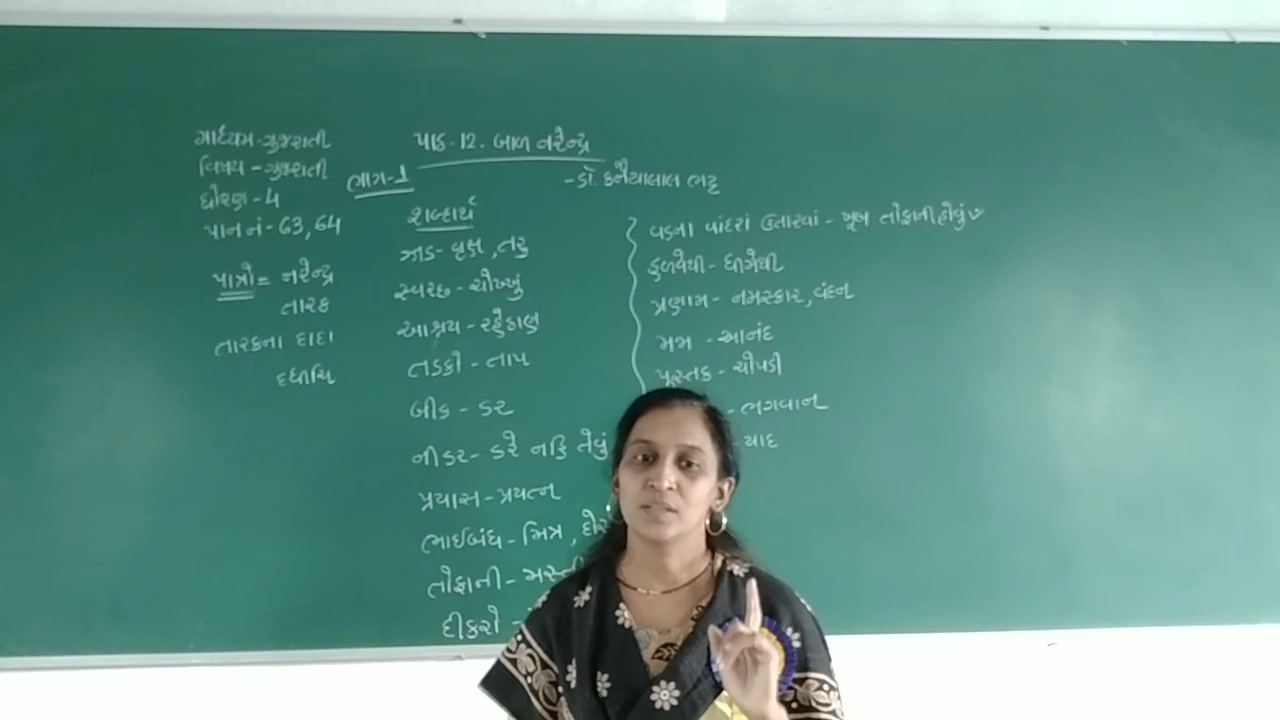 માધ્યમ - ગુજરાતી
વિષય - ગુજરાતી
ધોરણ - 4
પાન નં - 63, 64
પાત્રો = નરેન્દ્ર
તારક
તારકના દાદા
દધીચિ
પાઠ - 12. બાળ નરેન્દ્ર
- ડૉ. કનૈયાલાલ ભટ્ટ
ભાગ - 1
શબ્દાર્થ
ઝાડ - વૃક્ષ, તરુ
સ્વચ્છ - ચોખ્ખું
આશ્રય - રહેઠાણ
તડકો - તાપ
બીક - ડર
નીડર - ડરે નહિ તેવું
પ્રયાસ - પ્રયત્ન
ભાઈબંધ - મિત્ર,
તોફાની -
દીકરો -
વડના વાંદરાં ઉતારવાં - ખૂબ તોફાની હોવું
હળવેથી - ધીમેથી
પ્રણામ - નમસ્કાર, વંદન
મઝા - આનંદ
પુસ્તક - ચોપડી
- ભગવાન
- યાદ